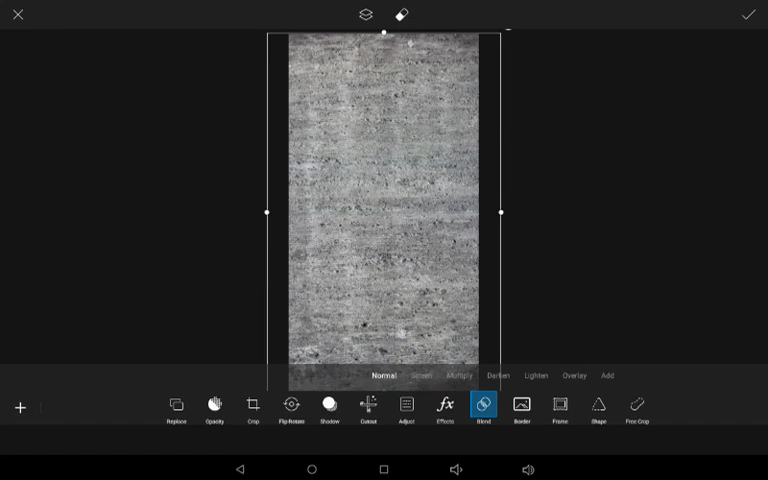 Normal Screen Multiply Darken Lighten Overlay Add
Replace Opacity Crop Flip/Rotate Shadow Cutout Adjust Effects Blend Border Frame Shape Free Crop